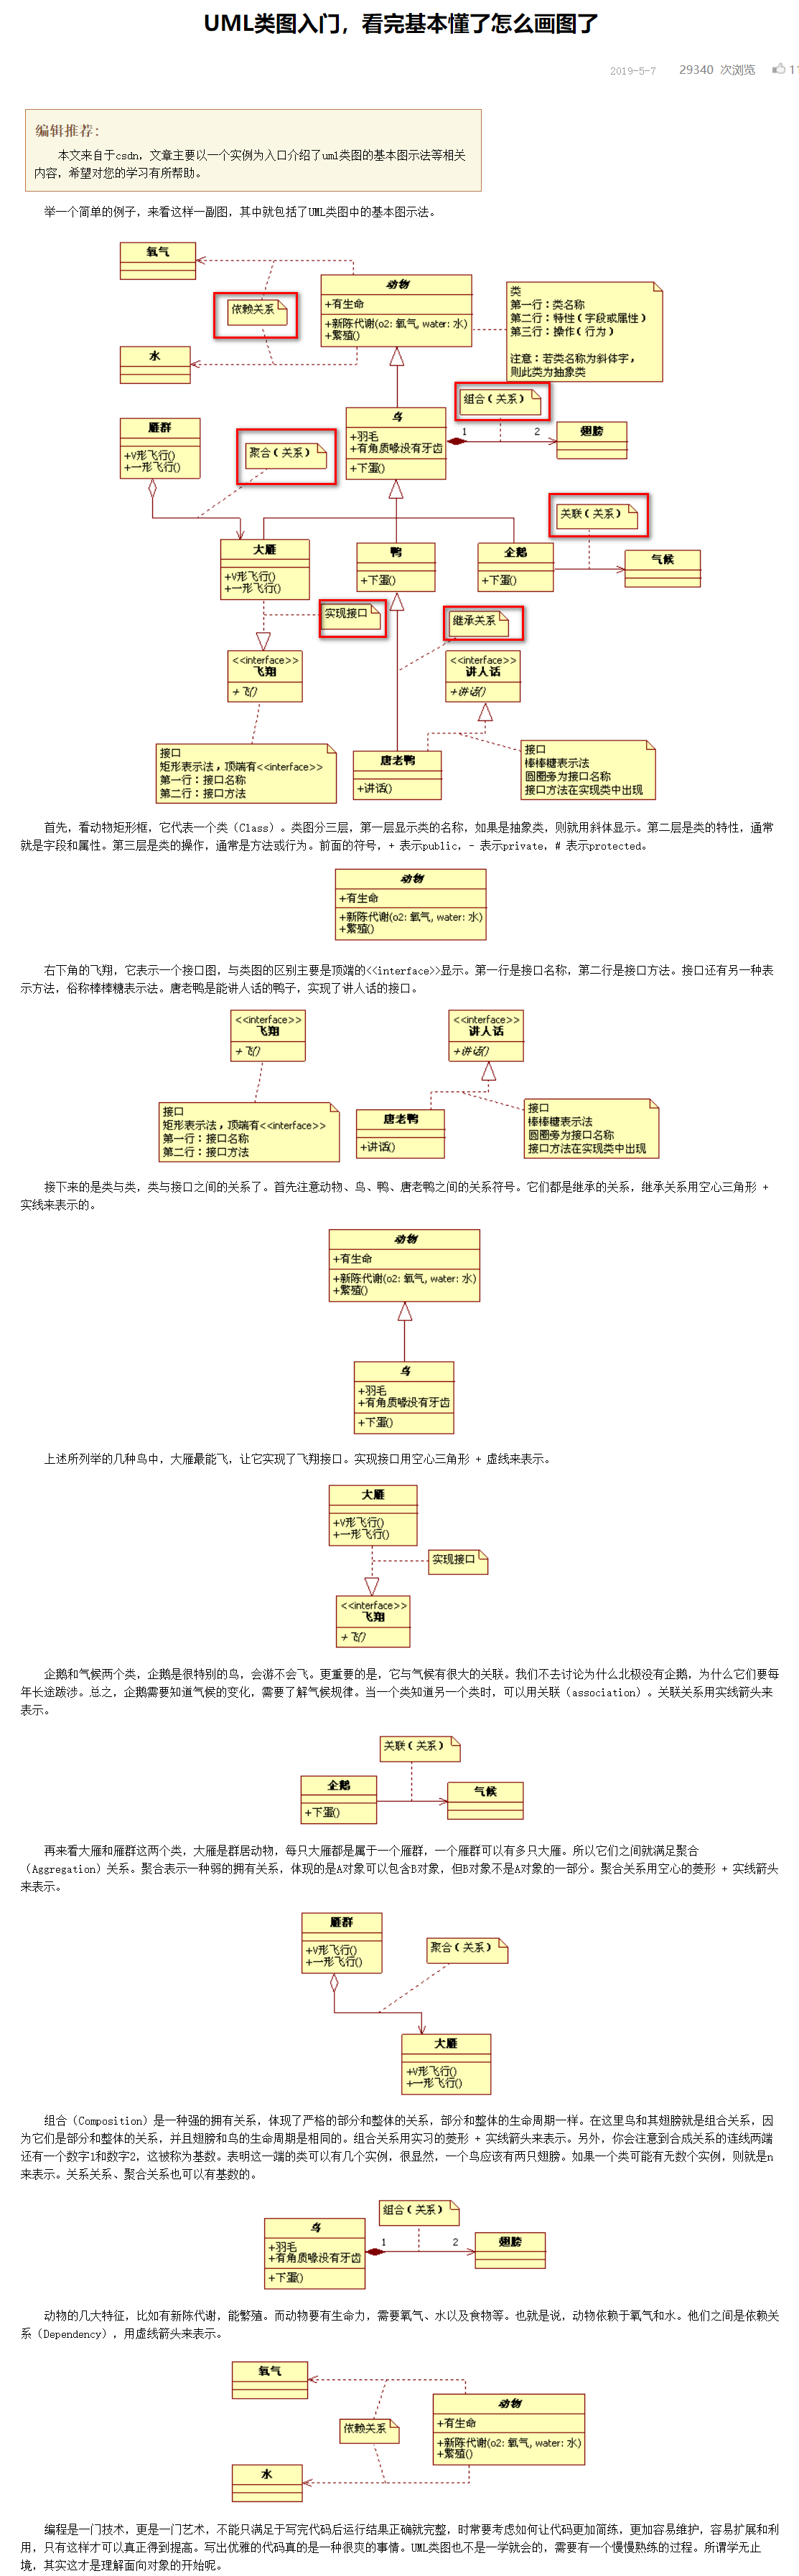 UML类图入门，看完基本懂了怎么画图了
2019-5-7 29340 次浏览 11
编辑推荐:
本文来自于csdn，文章主要以一个实例为入口介绍了uml类图的基本图示法等相关
内容，希望对您的学习有所帮助。
举一个简单的例子，来看这样一副图，其中就包括了UML类图中的基本图示法。
氧气
动物
+有生命
+新陈代谢(o2: 氧气, water: 水)
+繁殖()
依赖关系
类
第一行：类名称
第二行：特性（字段或属性）
第三行：操作（行为）
注意：若类名称为斜体字，
则此类为抽象类
水
雁群
+V形飞行()
+一形飞行()
聚合（关系）
鸟
+羽毛
+有角质喙没有牙齿
+下蛋()
组合（关系）
1
2
翅膀
关联（关系）
大雁
+V形飞行()
+一形飞行()
鸭
+下蛋()
企鹅
+下蛋()
气候
实现接口
继承关系
<<interface>>
飞翔
+飞()
<<interface>>
讲人话
+讲话()
接口
矩形表示法，顶端有<<interface>>
第一行：接口名称
第二行：接口方法
唐老鸭
+讲话()
接口
棒棒糖表示法
圆圈旁为接口名称
接口方法在实现类中出现
首先，看动物矩形框，它代表一个类（Class）。类图分三层，第一层显示类的名称，如果是抽象类，则就用斜体显示。第二层是类的特性，通常
就是字段和属性。第三层是类的操作，通常是方法或行为。前面的符号，+ 表示public，- 表示private，# 表示protected。
动物
+有生命
+新陈代谢(o2: 氧气, water: 水)
+繁殖()
右下角的飞翔，它表示一个接口图，与类图的区别主要是顶端的<<interface>>显示。第一行是接口名称，第二行是接口方法。接口还有另一种表
示方法，俗称棒棒糖表示法。唐老鸭是能讲人话的鸭子，实现了讲人话的接口。
<<interface>>
飞翔
+飞()
<<interface>>
讲人话
+讲话()
接口
矩形表示法，顶端有<<interface>>
第一行：接口名称
第二行：接口方法
唐老鸭
+讲话()
接口
棒棒糖表示法
圆圈旁为接口名称
接口方法在实现类中出现
接下来的是类与类，类与接口之间的关系了。首先注意动物、鸟、鸭、唐老鸭之间的关系符号。它们都是继承的关系，继承关系用空心三角形 +
实线来表示的。
动物
+有生命
+新陈代谢(o2: 氧气, water: 水)
+繁殖()
鸟
+羽毛
+有角质喙没有牙齿
+下蛋()
上述所列举的几种鸟中，大雁最能飞，让它实现了飞翔接口。实现接口用空心三角形 + 虚线来表示。
大雁
+V形飞行()
+一形飞行()
实现接口
<<interface>>
飞翔
+飞()
企鹅和气候两个类，企鹅是很特别的鸟，会游不会飞。更重要的是，它与气候有很大的关联。我们不去讨论为什么北极没有企鹅，为什么它们要每
年长途跋涉。总之，企鹅需要知道气候的变化，需要了解气候规律。当一个类知道另一个类时，可以用关联（association）。关联关系用实线箭头来
表示。
关联（关系）
企鹅
+下蛋()
气候
再来看大雁和雁群这两个类，大雁是群居动物，每只大雁都是属于一个雁群，一个雁群可以有多只大雁。所以它们之间就满足聚合
（Aggregation）关系。聚合表示一种弱的拥有关系，体现的是A对象可以包含B对象，但B对象不是A对象的一部分。聚合关系用空心的菱形 + 实线箭头
来表示。
雁群
+V形飞行()
+一形飞行()
聚合（关系）
大雁
+V形飞行()
+一形飞行()
组合（Composition）是一种强的拥有关系，体现了严格的部分和整体的关系，部分和整体的生命周期一样。在这里鸟和其翅膀就是组合关系，因
为它们是部分和整体的关系，并且翅膀和鸟的生命周期是相同的。组合关系用实习的菱形 + 实线箭头来表示。另外，你会注意到合成关系的连线两端
还有一个数字1和数字2，这被称为基数。表明这一端的类可以有几个实例，很显然，一个鸟应该有两只翅膀。如果一个类可能有无数个实例，则就是n
来表示。关系关系、聚合关系也可以有基数的。
组合（关系）
鸟
+羽毛
+有角质喙没有牙齿
+下蛋()
1
2
翅膀
动物的几大特征，比如有新陈代谢，能繁殖。而动物要有生命力，需要氧气、水以及食物等。也就是说，动物依赖于氧气和水。他们之间是依赖关
系（Dependency），用虚线箭头来表示。
氧气
动物
+有生命
+新陈代谢(o2: 氧气, water: 水)
+繁殖()
依赖关系
水
编程是一门技术，更是一门艺术，不能只满足于写完代码后运行结果正确就完整，时常要考虑如何让代码更加简练，更加容易维护，容易扩展和利
用，只有这样才可以真正得到提高。写出优雅的代码真的是一种很爽的事情。UML类图也不是一学就会的，需要有一个慢慢熟练的过程。所谓学无止
境，其实这才是理解面向对象的开始呢。